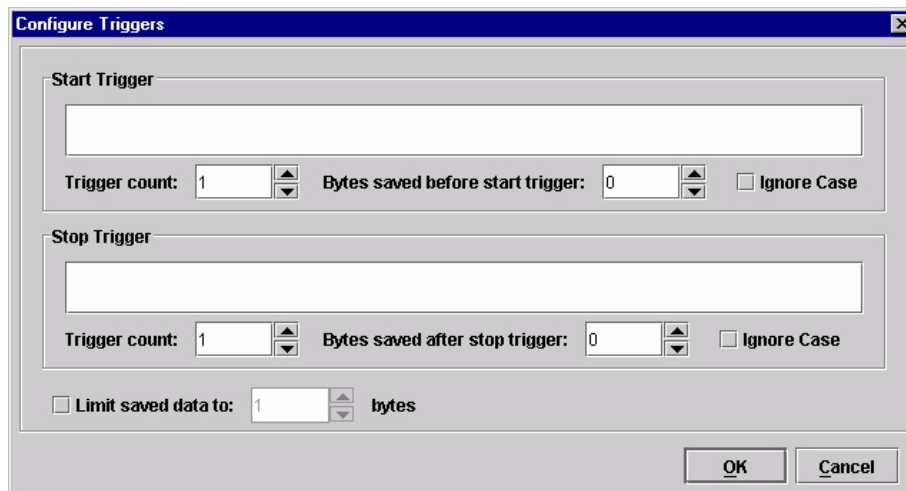 Configure Triggers
Start Trigger
Trigger count: 1 Bytes saved before start trigger: 0 Ignore Case
Stop Trigger
Trigger count: 1 Bytes saved after stop trigger: 0 Ignore Case
Limit saved data to: 1 bytes
OK Cancel